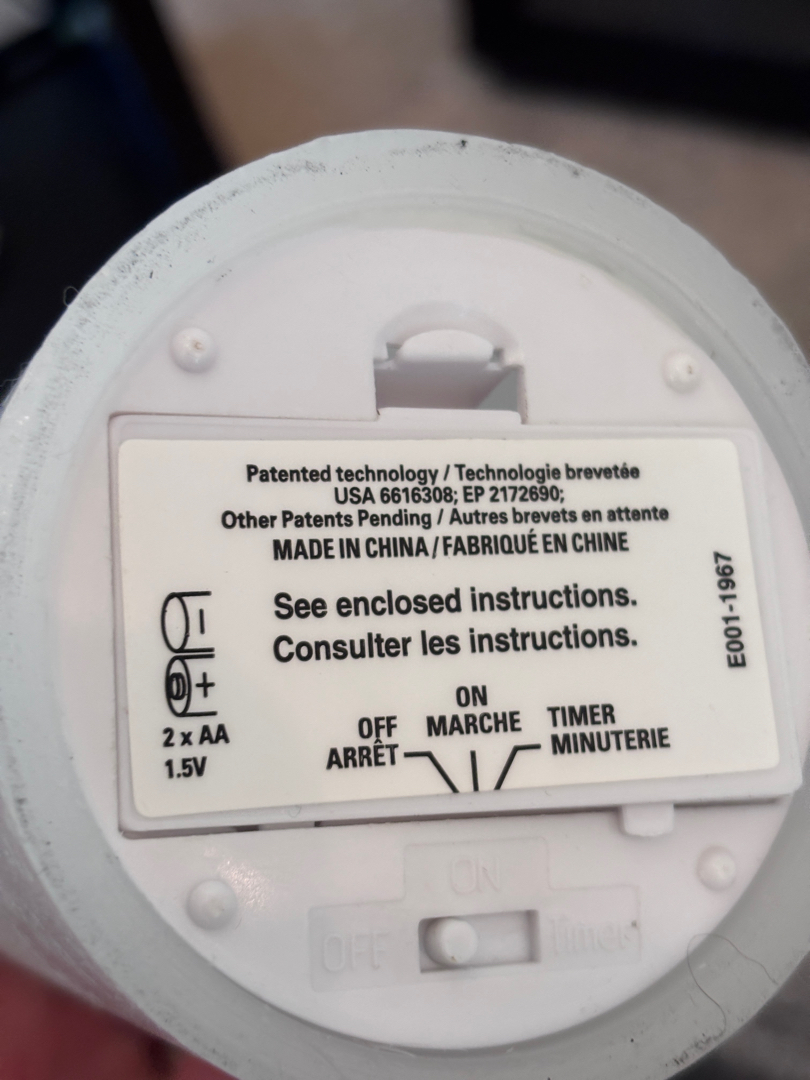 Patented technology / Technologie brevetée
USA 6616308; EP 2172690;
Other Patents Pending / Autres brevets en attente
MADE IN CHINA / FABRIQUÉ EN CHINE
See enclosed instructions.
Consulter les instructions.
E001-1967
2 x AA
1.5V
OFF
ARRÊT
ON
MARCHE
TIMER
MINUTERIE
ON
OFF
Timer